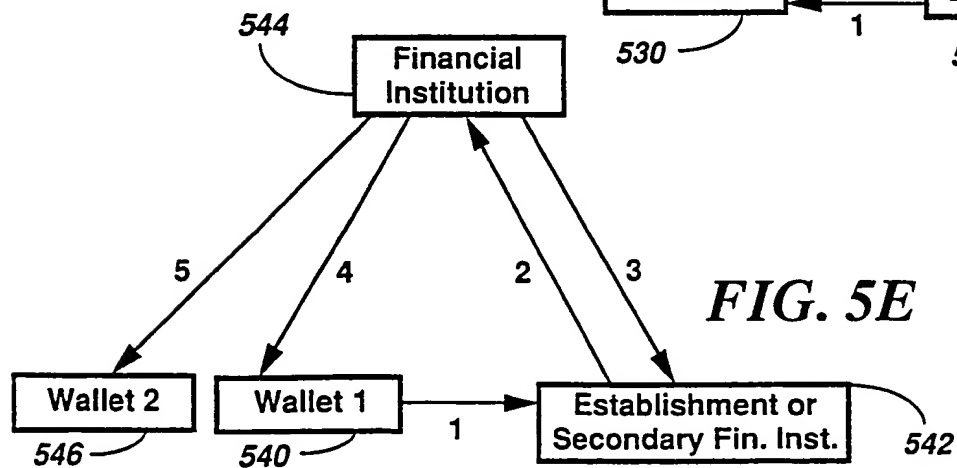 544
530
1
5
Financial
Institution
5
4
2
3
FIG. 5E
Wallet 2
Wallet 1
1
Establishment or
Secondary Fin. Inst.
546
540
542